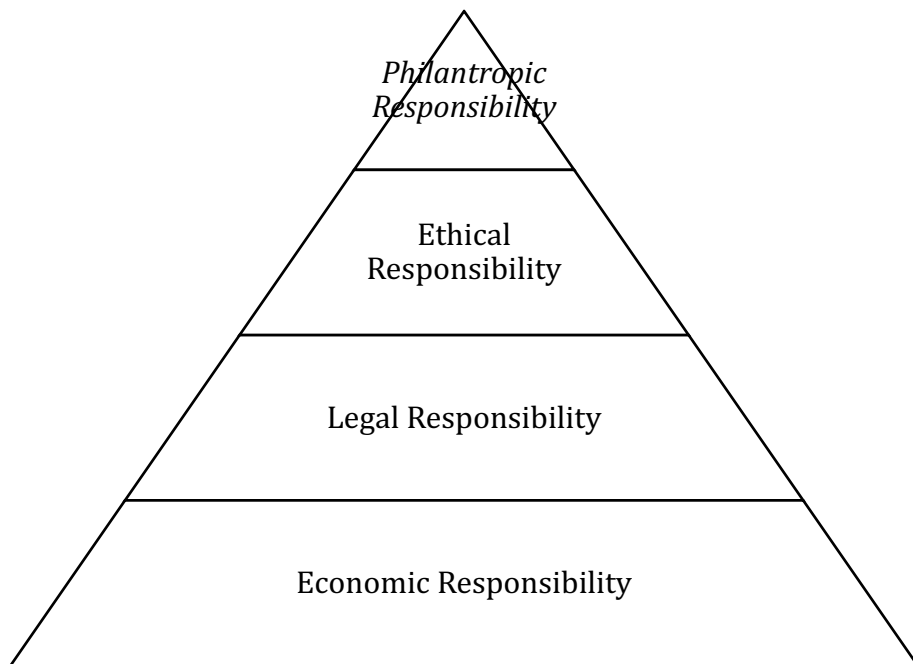 Philantropic
Responsibility
Ethical
Responsibility
Legal Responsibility
Economic Responsibility